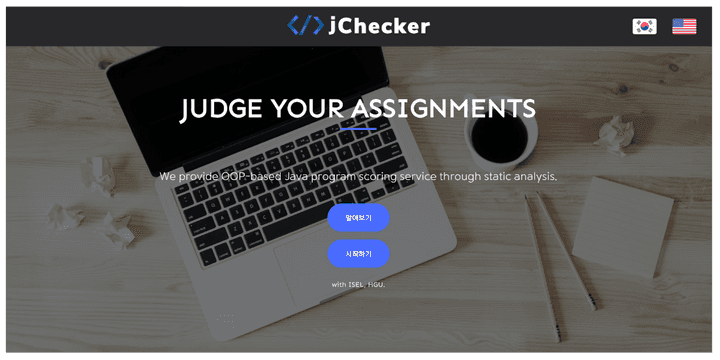 </> jChecker
JUDGE YOUR ASSIGNMENTS
We provide OOP-based Java program scoring service through static analysis.
알아보기
시작하기
with ISEL, HGU.